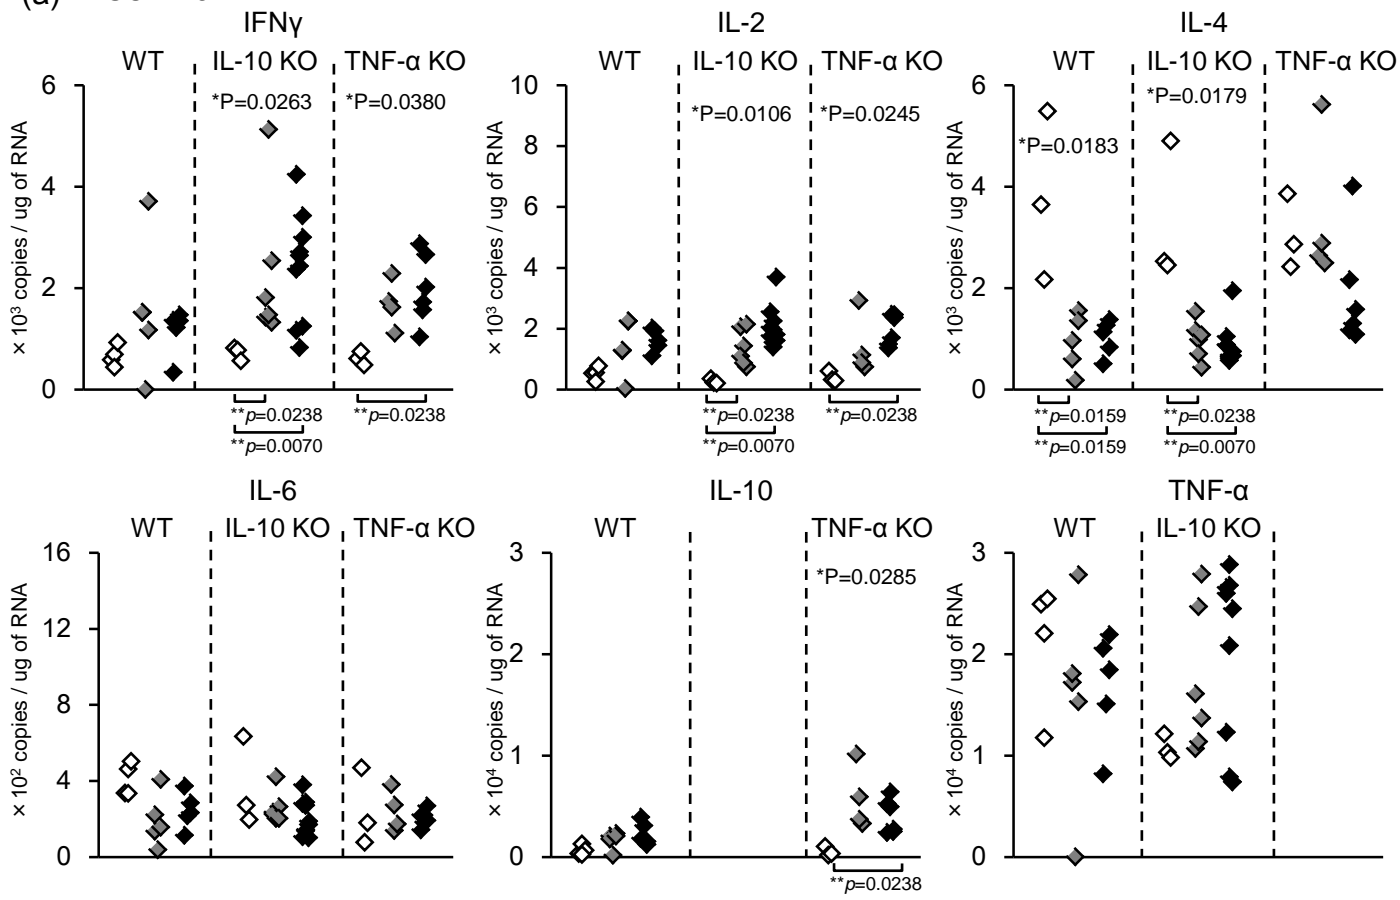 (a)
IFNγ
WT IL-10 KO TNF-α KO
*P=0.0263 *P=0.0380
× 10³ copies / ug of RNA
6
4
2
0
**p=0.0238 **p=0.0238
**p=0.0070
IL-2
WT IL-10 KO TNF-α KO
*P=0.0106 *P=0.0245
× 10³ copies / ug of RNA
10
8
6
4
2
0
**p=0.0238 **p=0.0238
**p=0.0070
IL-4
WT IL-10 KO TNF-α KO
*P=0.0179
*P=0.0183
× 10³ copies / ug of RNA
6
4
2
0
**p=0.0159 **p=0.0238
**p=0.0159 **p=0.0070
IL-6
WT IL-10 KO TNF-α KO
× 10² copies / ug of RNA
16
12
8
4
0
IL-10
WT TNF-α KO
*P=0.0285
× 10⁴ copies / ug of RNA
3
2
1
0
**p=0.0238
TNF-α
WT IL-10 KO
× 10⁴ copies / ug of RNA
3
2
1
0